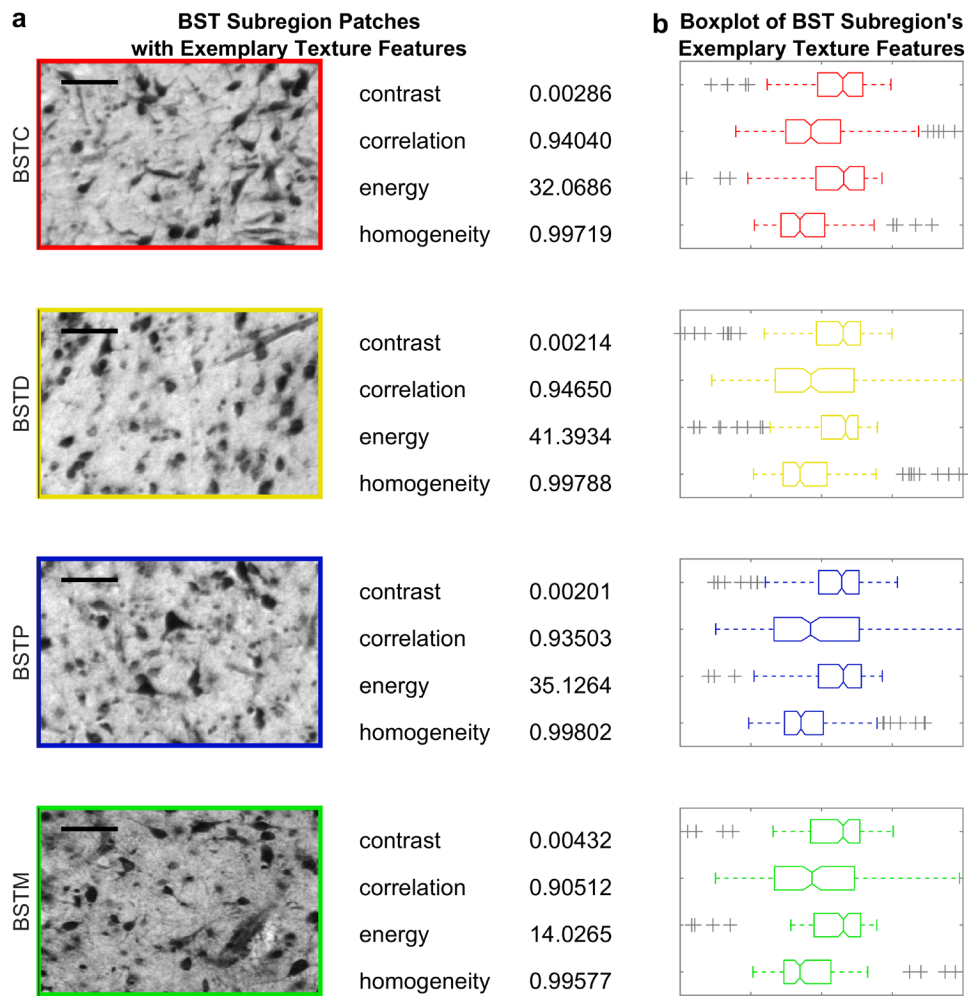 a
BST Subregion Patches
with Exemplary Texture Features
b
Boxplot of BST Subregion's
Exemplary Texture Features
BSTC
contrast 0.00286
correlation 0.94040
energy 32.0686
homogeneity 0.99719
BSTD
contrast 0.00214
correlation 0.94650
energy 41.3934
homogeneity 0.99788
BSTP
contrast 0.00201
correlation 0.93503
energy 35.1264
homogeneity 0.99802
BSTM
contrast 0.00432
correlation 0.90512
energy 14.0265
homogeneity 0.99577